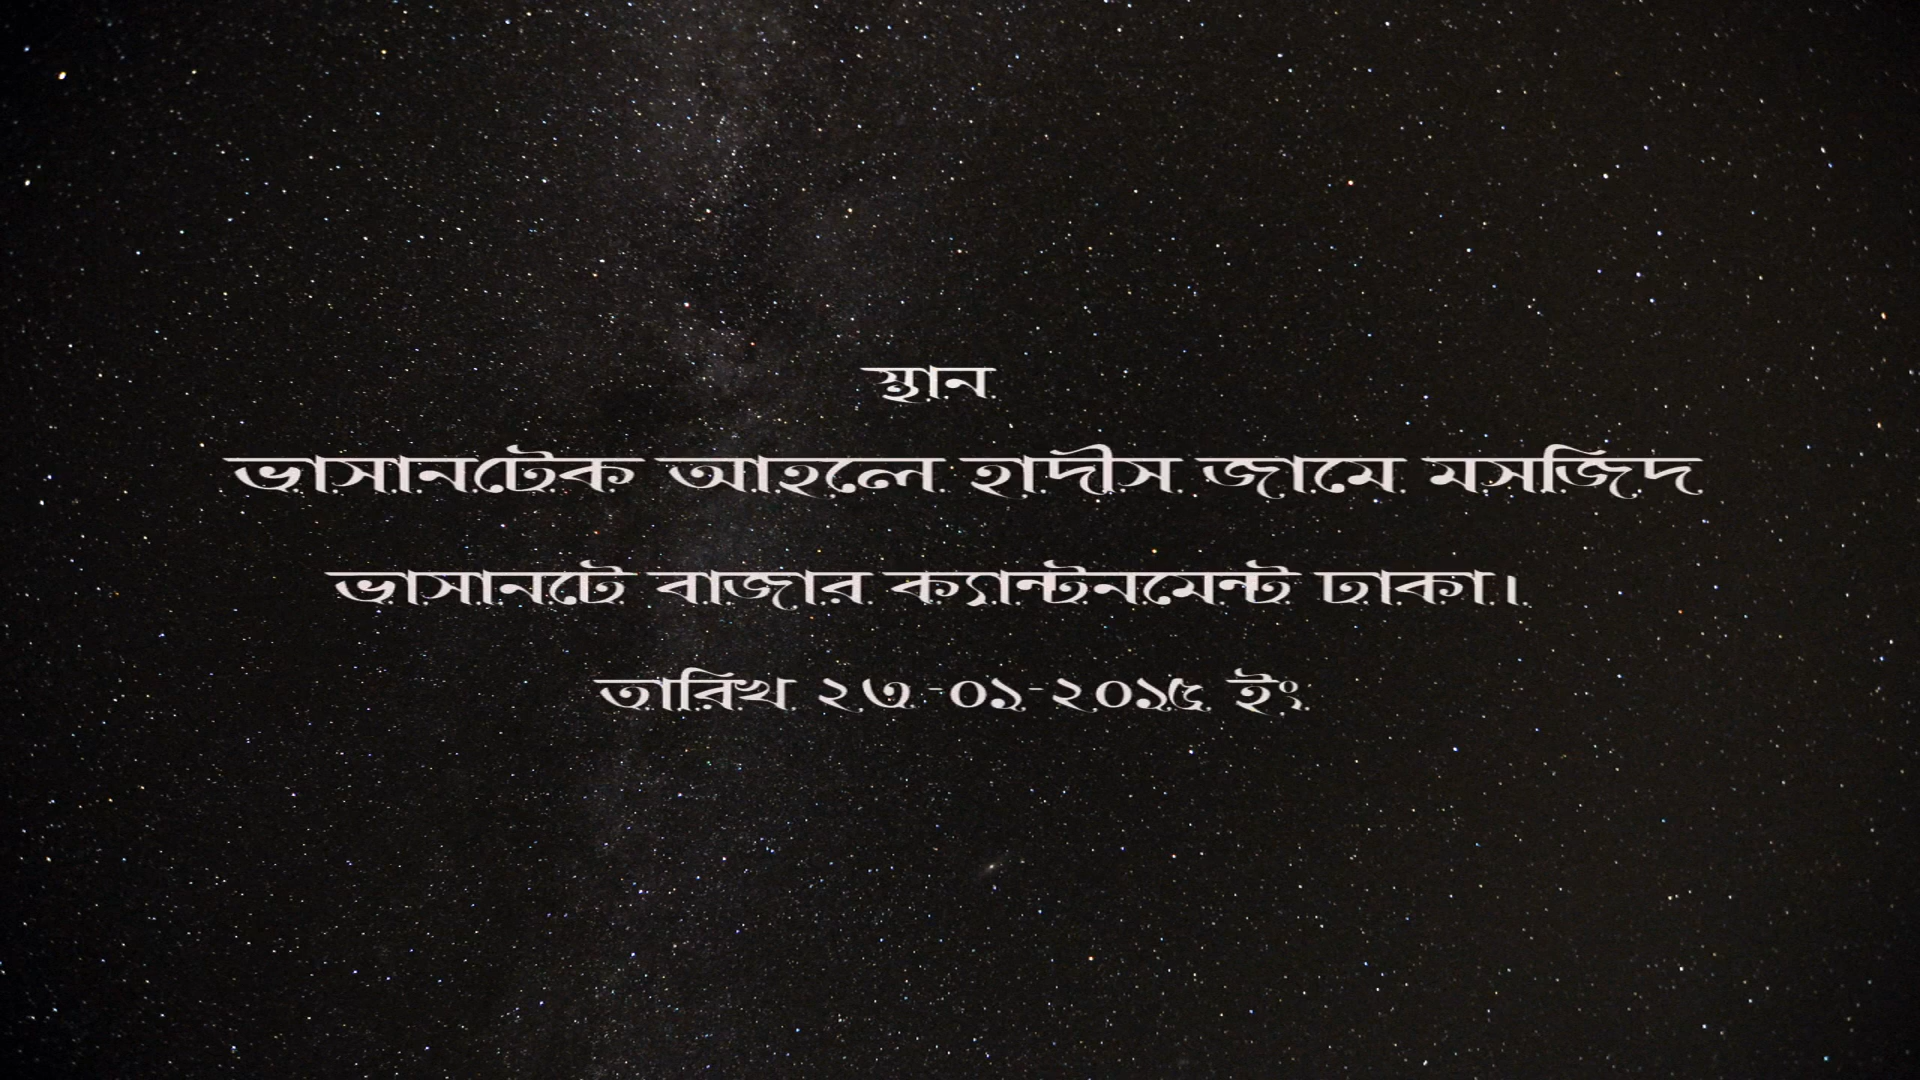 স্থান
ভাসানটেক আহলে হাদীস জামে মসজিদ
ভাসানটে বাজার ক্যান্টনমেন্ট ঢাকা।
তারিখ ২৩ -০১-২০১৫ ইং